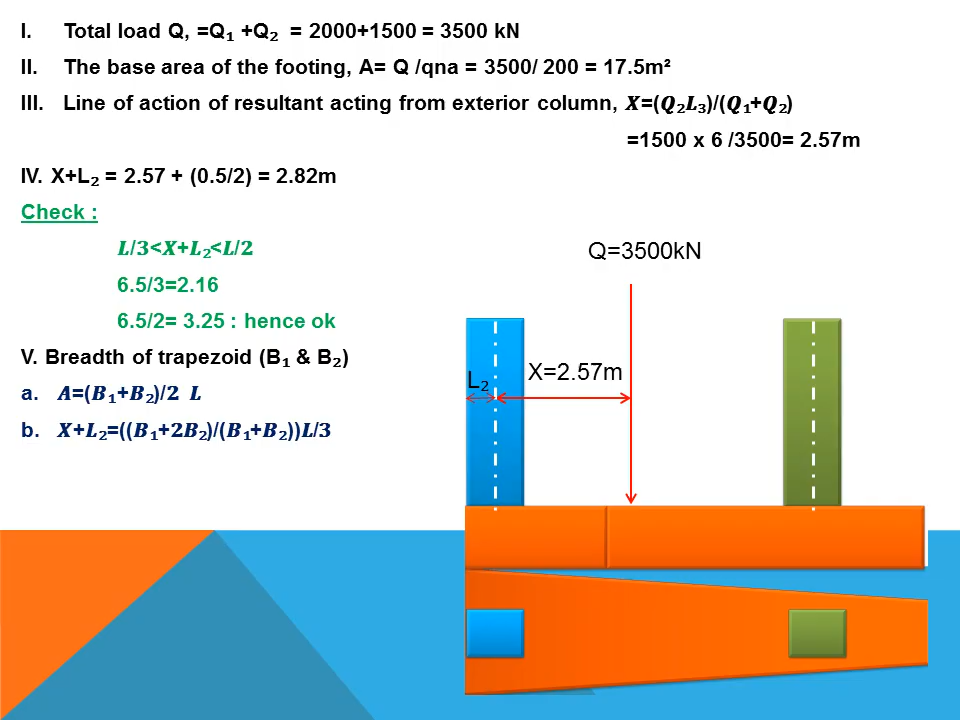 I. Total load Q, =Q₁ +Q₂ = 2000+1500 = 3500 kN
II. The base area of the footing, A= Q /qna = 3500/ 200 = 17.5m²
III. Line of action of resultant acting from exterior column, X=(Q₂L₃)/(Q₁+Q₂)
=1500 x 6 /3500= 2.57m
IV. X+L₂ = 2.57 + (0.5/2) = 2.82m
Check :
L/3<X+L₂<L/2
6.5/3=2.16
6.5/2= 3.25 : hence ok
V. Breadth of trapezoid (B₁ & B₂)
a. A=(B₁+B₂)/2 L
b. X+L₂=((B₁+2B₂)/(B₁+B₂))L/3
Q=3500kN
L₂
X=2.57m